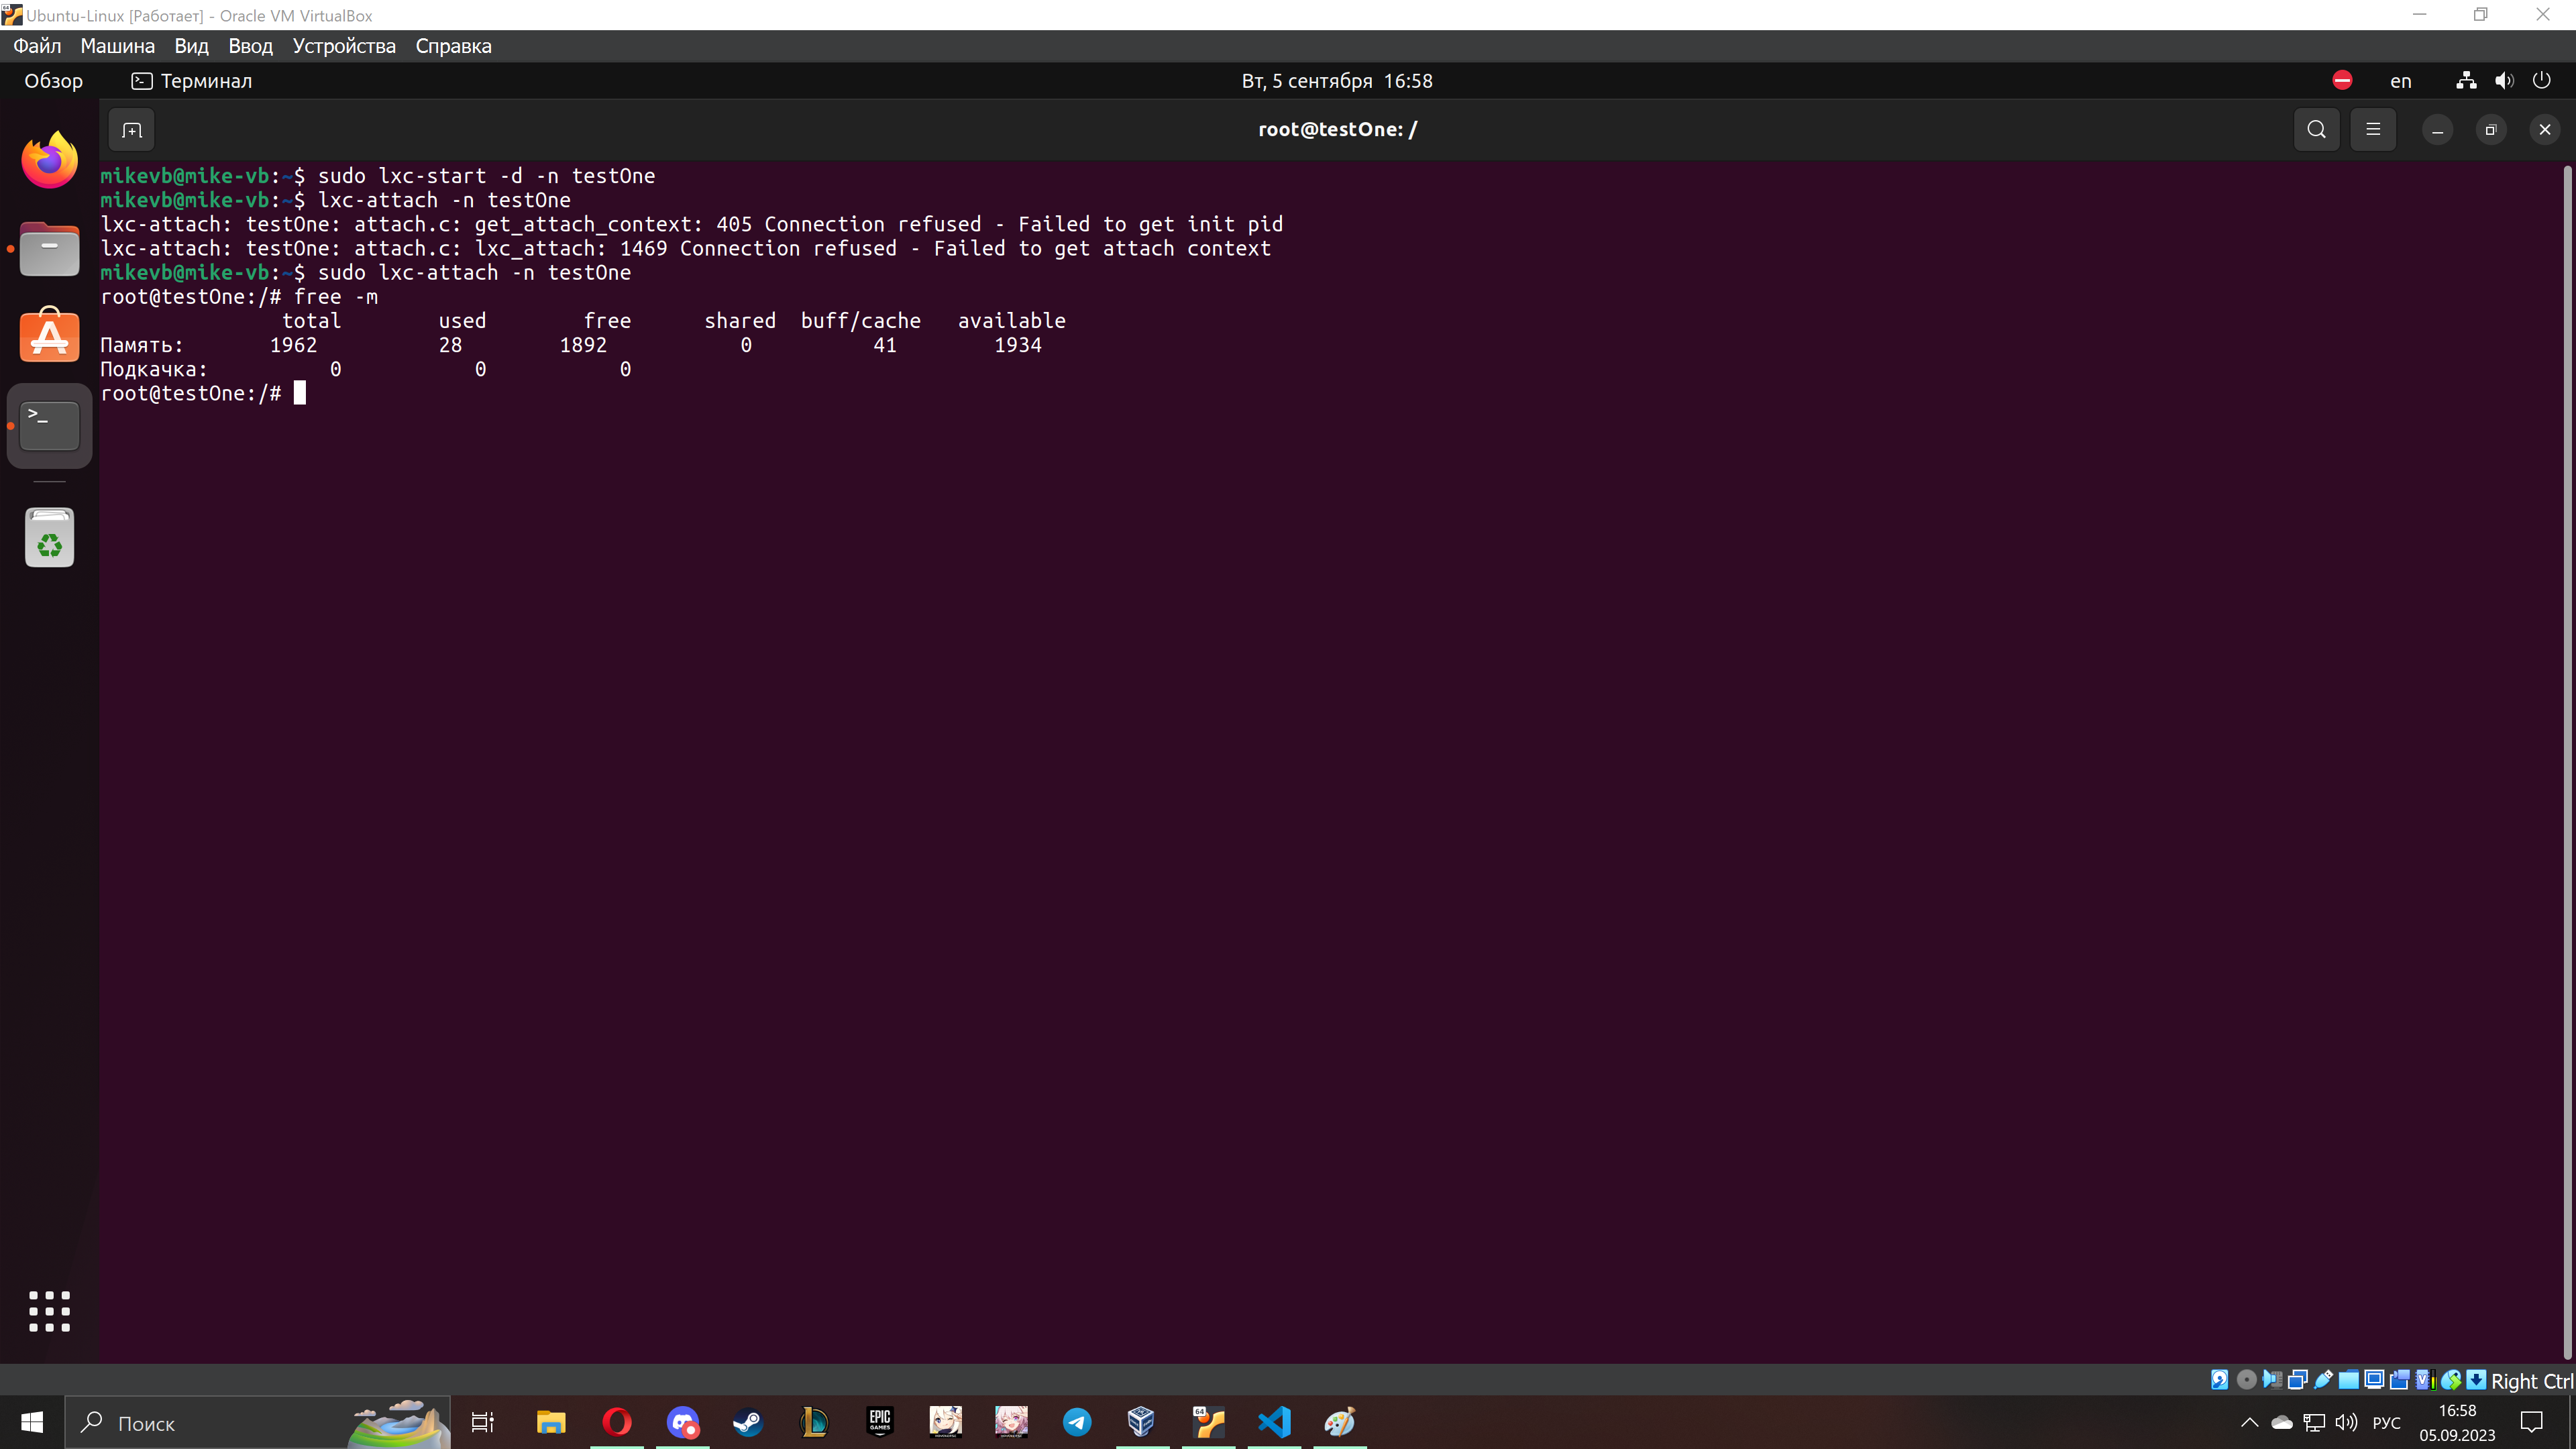 Ubuntu-Linux [Работает] - Oracle VM VirtualBox
Файл Машина Вид Ввод Устройства Справка
Обзор Терминал Вт, 5 сентября 16:58 en
root@testOne: /
mikevb@mike-vb:~$ sudo lxc-start -d -n testOne
mikevb@mike-vb:~$ lxc-attach -n testOne
lxc-attach: testOne: attach.c: get_attach_context: 405 Connection refused - Failed to get init pid
lxc-attach: testOne: attach.c: lxc_attach: 1469 Connection refused - Failed to get attach context
mikevb@mike-vb:~$ sudo lxc-attach -n testOne
root@testOne:/# free -m
total used free shared buff/cache available
Память: 1962 28 1892 0 41 1934
Подкачка: 0 0 0
root@testOne:/#
Right Ctrl
Поиск
EPIC GAMES
64
РУС
16:58
05.09.2023